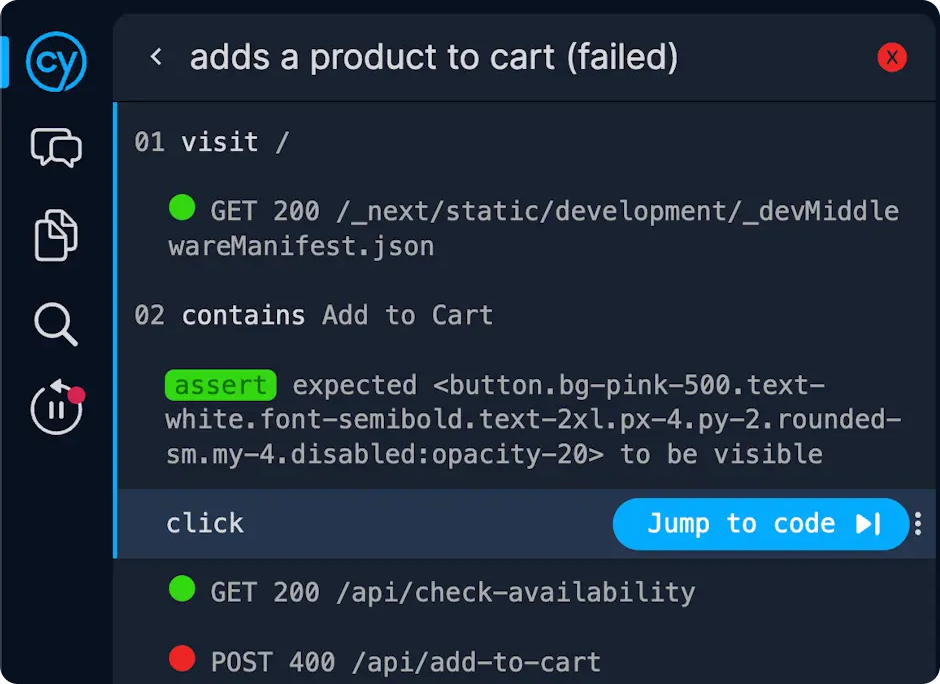 cy
adds a product to cart (failed)
X
01 visit /
GET 200 /_next/static/development/_devMiddle
wareManifest.json
02 contains Add to Cart
assert expected <button.bg-pink-500.text-
white.font-semibold.text-2xl.px-4.py-2.rounded-
sm.my-4.disabled:opacity-20> to be visible
click
Jump to code
GET 200 /api/check-availability
POST 400 /api/add-to-cart